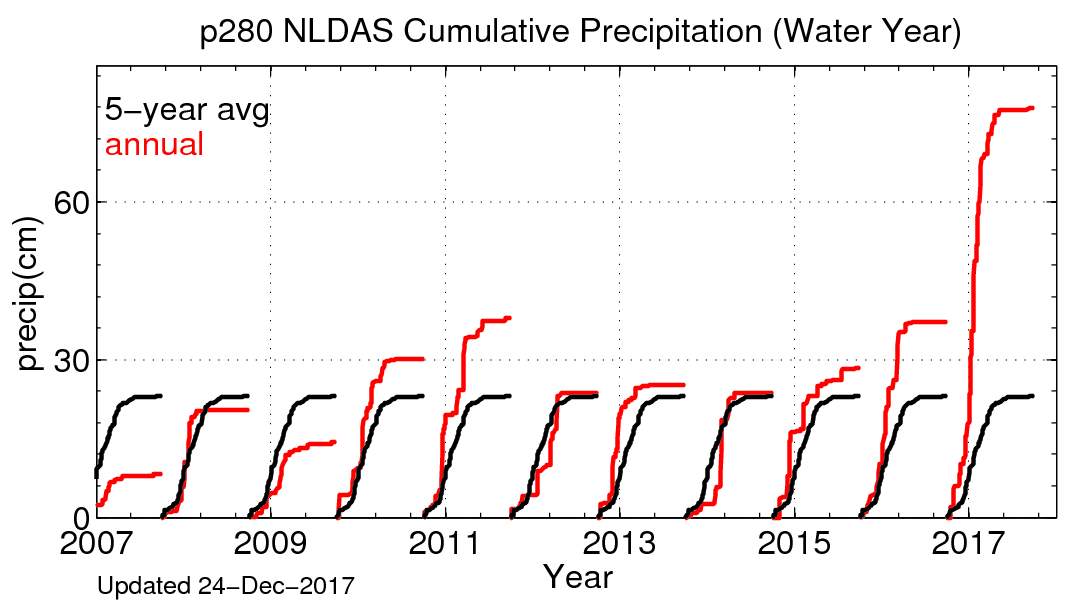 p280 NLDAS Cumulative Precipitation (Water Year)
5−year avg
annual
precip(cm)
60
30
0
2007 2009 2011 2013 2015 2017
Year
Updated 24−Dec−2017